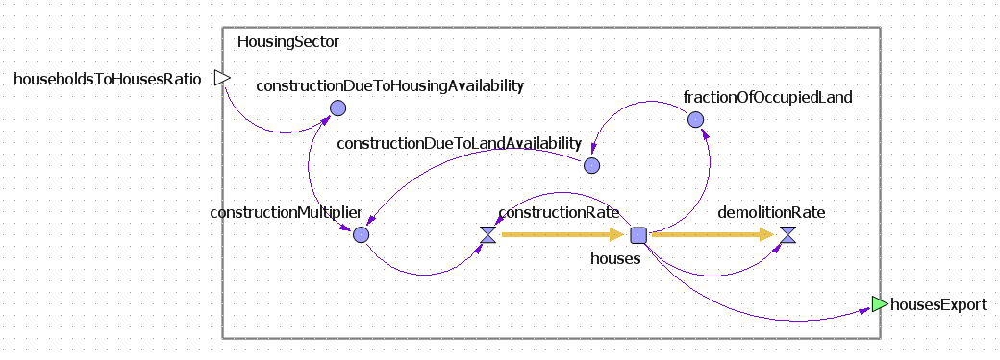 HousingSector
householdsToHousesRatio
constructionDueToHousingAvailability
fractionOfOccupiedLand
constructionDueToLandAvailability
constructionMultiplier
constructionRate
demolitionRate
houses
housesExport